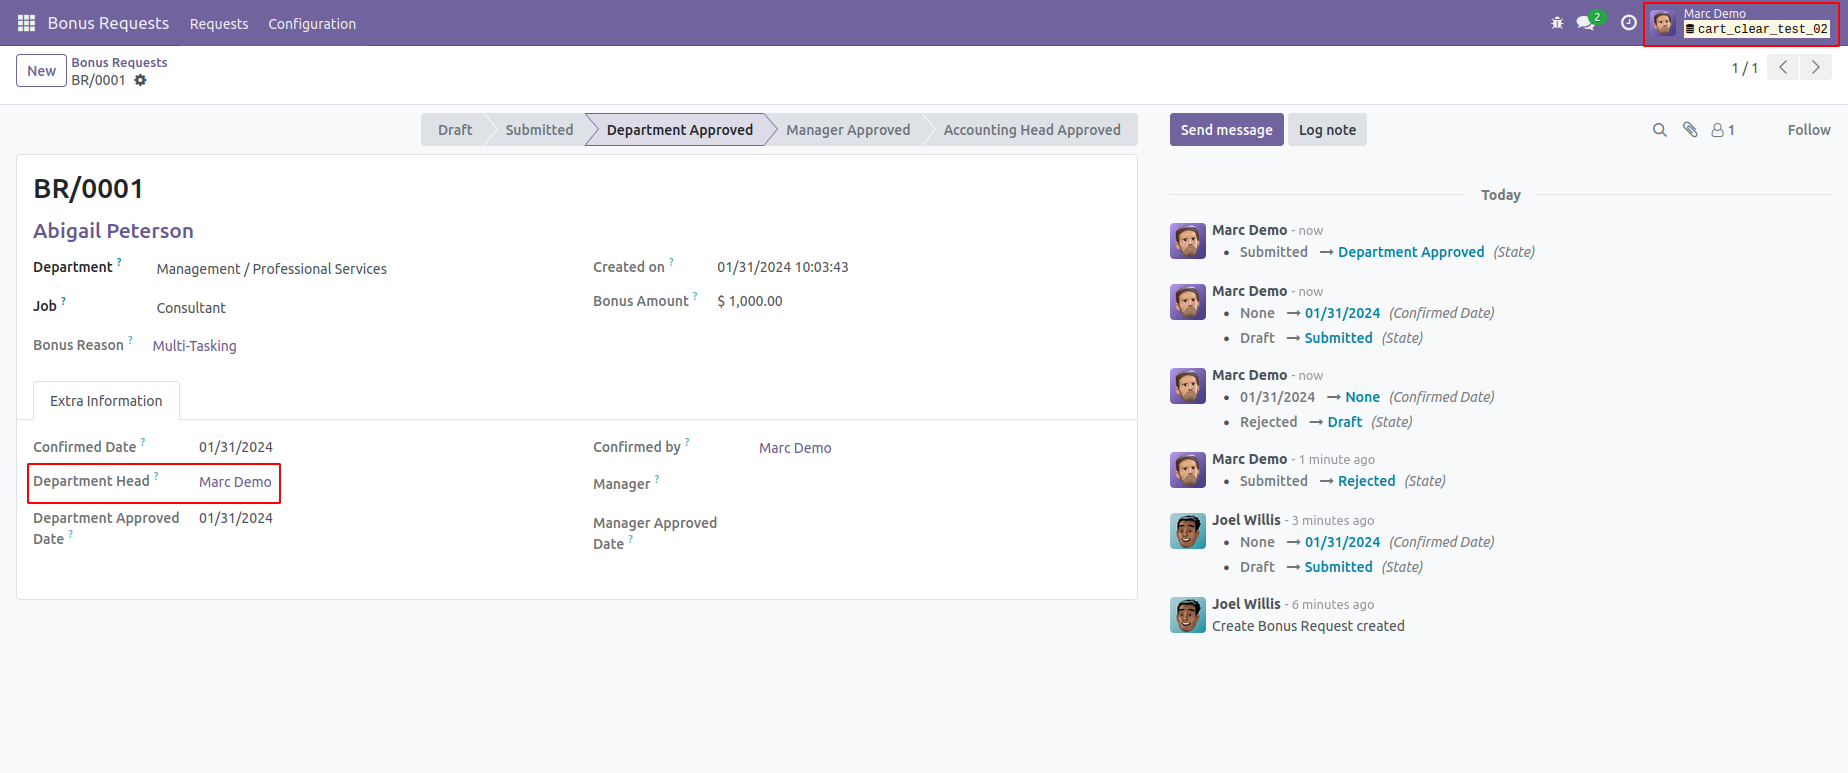 Bonus Requests Requests Configuration 2 Marc Demo
cart_clear_test_02
New Bonus Requests
BR/0001
1 / 1
Draft Submitted Department Approved Manager Approved Accounting Head Approved
BR/0001
Abigail Peterson
Department ? Management / Professional Services
Job ? Consultant
Bonus Reason ? Multi-Tasking
Created on ? 01/31/2024 10:03:43
Bonus Amount ? $ 1,000.00
Extra Information
Confirmed Date ? 01/31/2024
Department Head ? Marc Demo
Department Approved
Date ? 01/31/2024
Confirmed by ? Marc Demo
Manager ?
Manager Approved
Date ?
Send message Log note 1 Follow
Today
Marc Demo - now
• Submitted → Department Approved (State)
Marc Demo - now
• None → 01/31/2024 (Confirmed Date)
• Draft → Submitted (State)
Marc Demo - now
• 01/31/2024 → None (Confirmed Date)
• Rejected → Draft (State)
Marc Demo - 1 minute ago
• Submitted → Rejected (State)
Joel Willis - 3 minutes ago
• None → 01/31/2024 (Confirmed Date)
• Draft → Submitted (State)
Joel Willis - 6 minutes ago
Create Bonus Request created